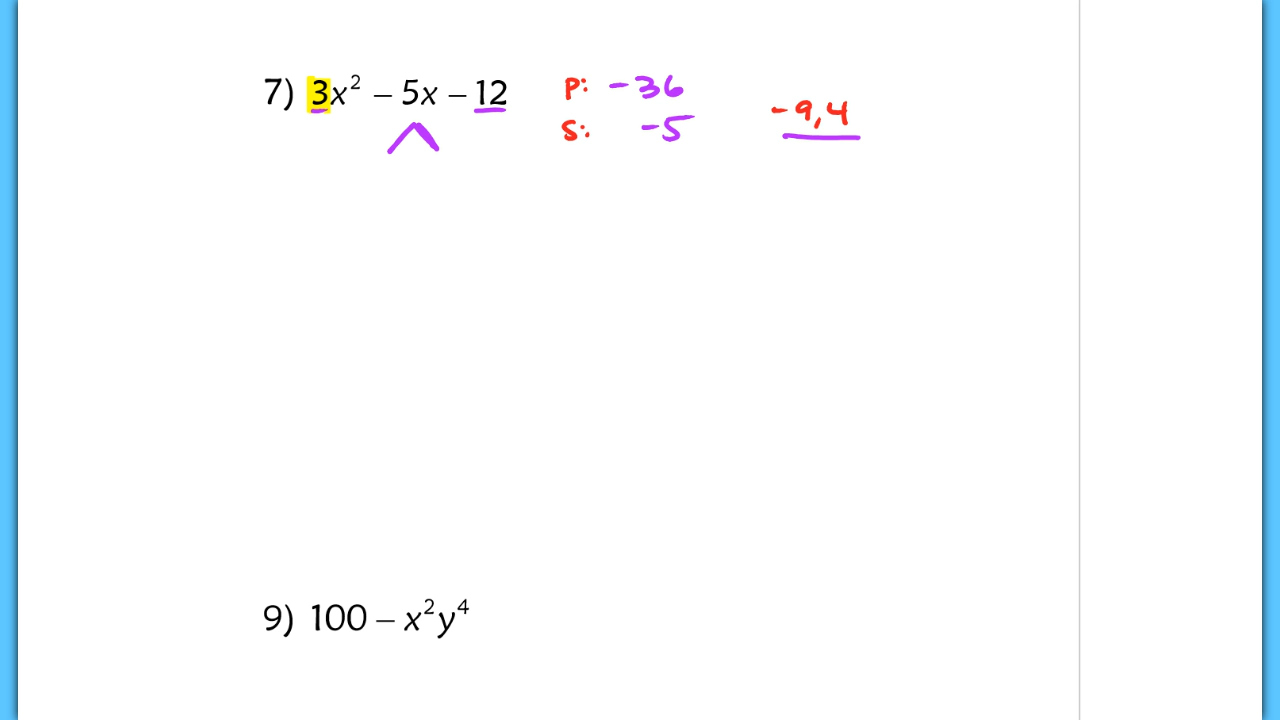 7) 3x² – 5x – 12 p: -36
s: -5 -9,4
9) 100 – x²y⁴